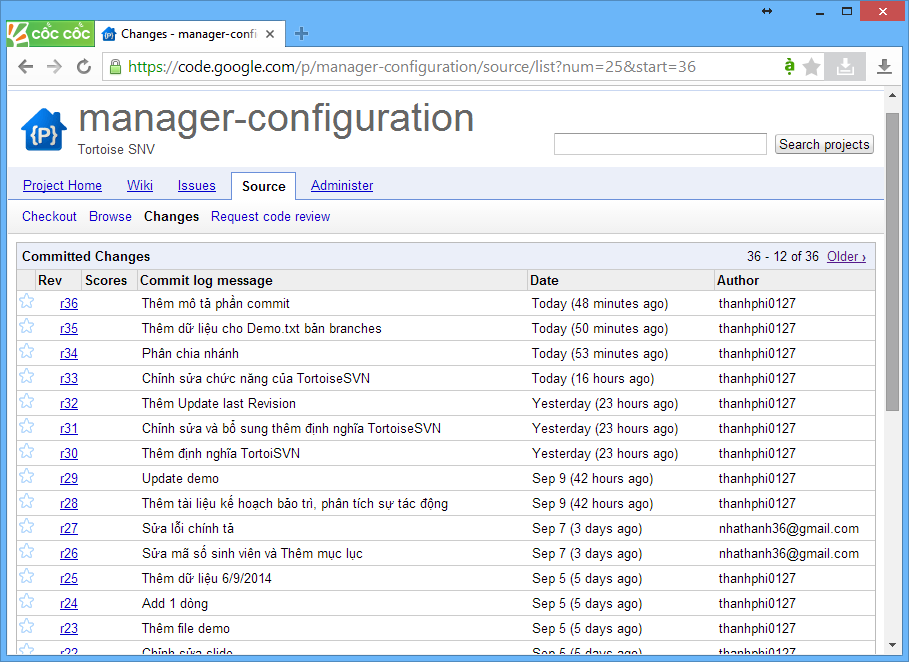 cốc cốc
Changes - manager-confi
https://code.google.com/p/manager-configuration/source/list?num=25&start=36
ạ̊
{P}
manager-configuration
Tortoise SNV
Search projects
Project Home Wiki Issues Source Administer
Checkout Browse Changes Request code review
Committed Changes 36 - 12 of 36 Older ›
Rev Scores Commit log message Date Author
r36 Thêm mô tả phần commit Today (48 minutes ago) thanhphi0127
r35 Thêm dữ liệu cho Demo.txt bản branches Today (50 minutes ago) thanhphi0127
r34 Phân chia nhánh Today (53 minutes ago) thanhphi0127
r33 Chỉnh sửa chức năng của TortoiseSVN Today (16 hours ago) thanhphi0127
r32 Thêm Update last Revision Yesterday (23 hours ago) thanhphi0127
r31 Chỉnh sửa và bổ sung thêm định nghĩa TortoiseSVN Yesterday (23 hours ago) thanhphi0127
r30 Thêm định nghĩa TortoiSVN Yesterday (23 hours ago) thanhphi0127
r29 Update demo Sep 9 (42 hours ago) thanhphi0127
r28 Thêm tài liệu kế hoạch bảo trì, phân tích sự tác động Sep 9 (42 hours ago) thanhphi0127
r27 Sửa lỗi chính tả Sep 7 (3 days ago) nhathanh36@gmail.com
r26 Sửa mã số sinh viên và Thêm mục lục Sep 7 (3 days ago) nhathanh36@gmail.com
r25 Thêm dữ liệu 6/9/2014 Sep 5 (5 days ago) thanhphi0127
r24 Add 1 dòng Sep 5 (5 days ago) thanhphi0127
r23 Thêm file demo Sep 5 (5 days ago) thanhphi0127
r22 Chỉnh sửa slide Sep 5 (5 days ago) thanhphi0127